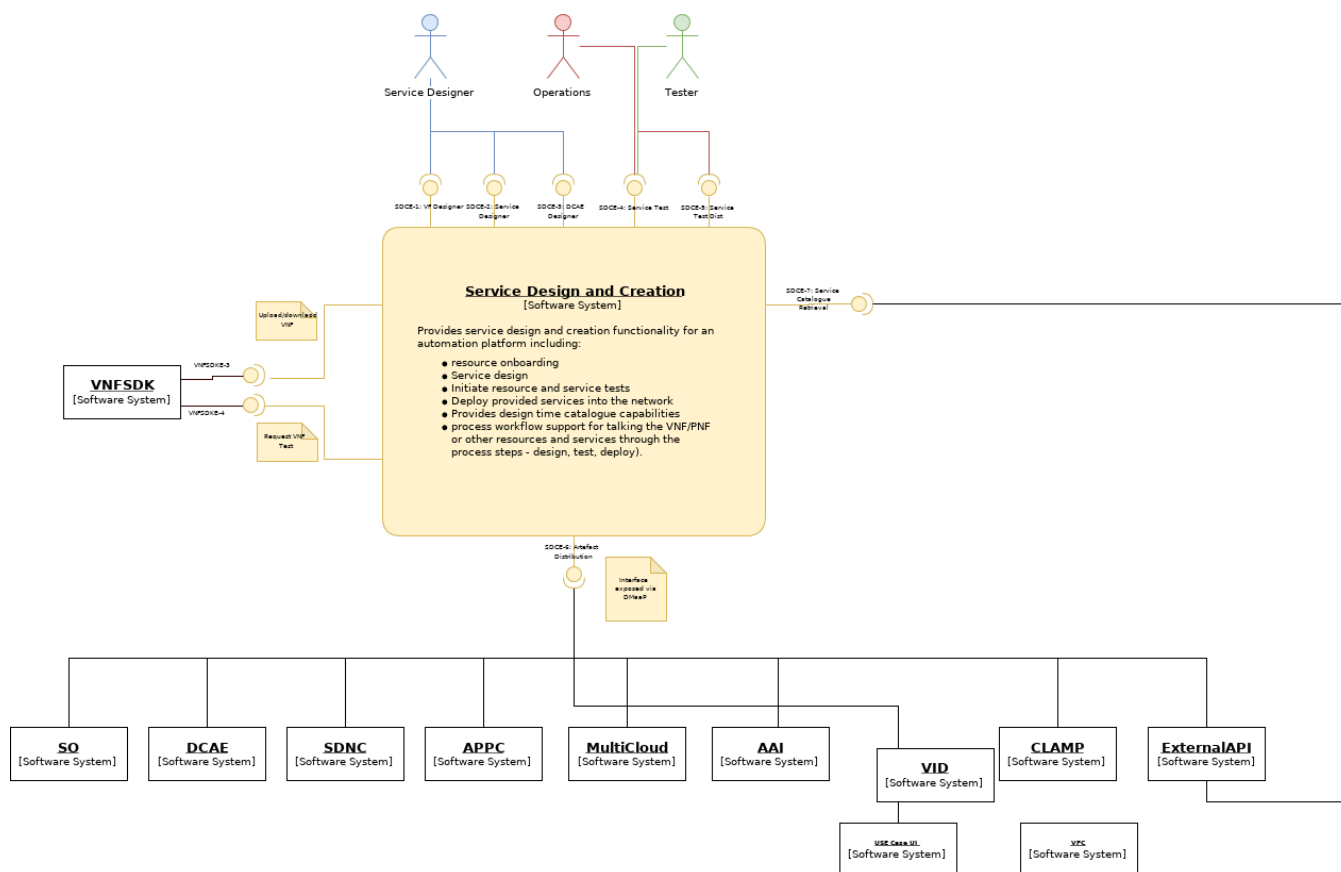 Service Designer
Operations
Tester
SDCE-1: VF Designer
SDCE-2: Service
Designer
SDCE-3: DCAE
Designer
SDCE-4: Service Test
SDCE-5: Service
Test Dist
Service Design and Creation
[Software System]
Provides service design and creation functionality for an
automation platform including:
● resource onboarding
● Service design
● Initiate resource and service tests
● Deploy provided services into the network
● Provides design time catalogue capabilities
● process workflow support for talking the VNF/PNF
or other resources and services through the
process steps - design, test, deploy).
SDCE-7: Service
Catalogue
Retrieval
Upload/download
VNF
VNFSDKE-3
VNFSDK
[Software System]
VNFSDKE-4
Request VNF
Test
SDCE-6: Artefact
Distribution
Interface
exposed via
DMaaP
SO
[Software System]
DCAE
[Software System]
SDNC
[Software System]
APPC
[Software System]
MultiCloud
[Software System]
AAI
[Software System]
VID
[Software System]
CLAMP
[Software System]
ExternalAPI
[Software System]
USE Case UI
[Software System]
VFC
[Software System]